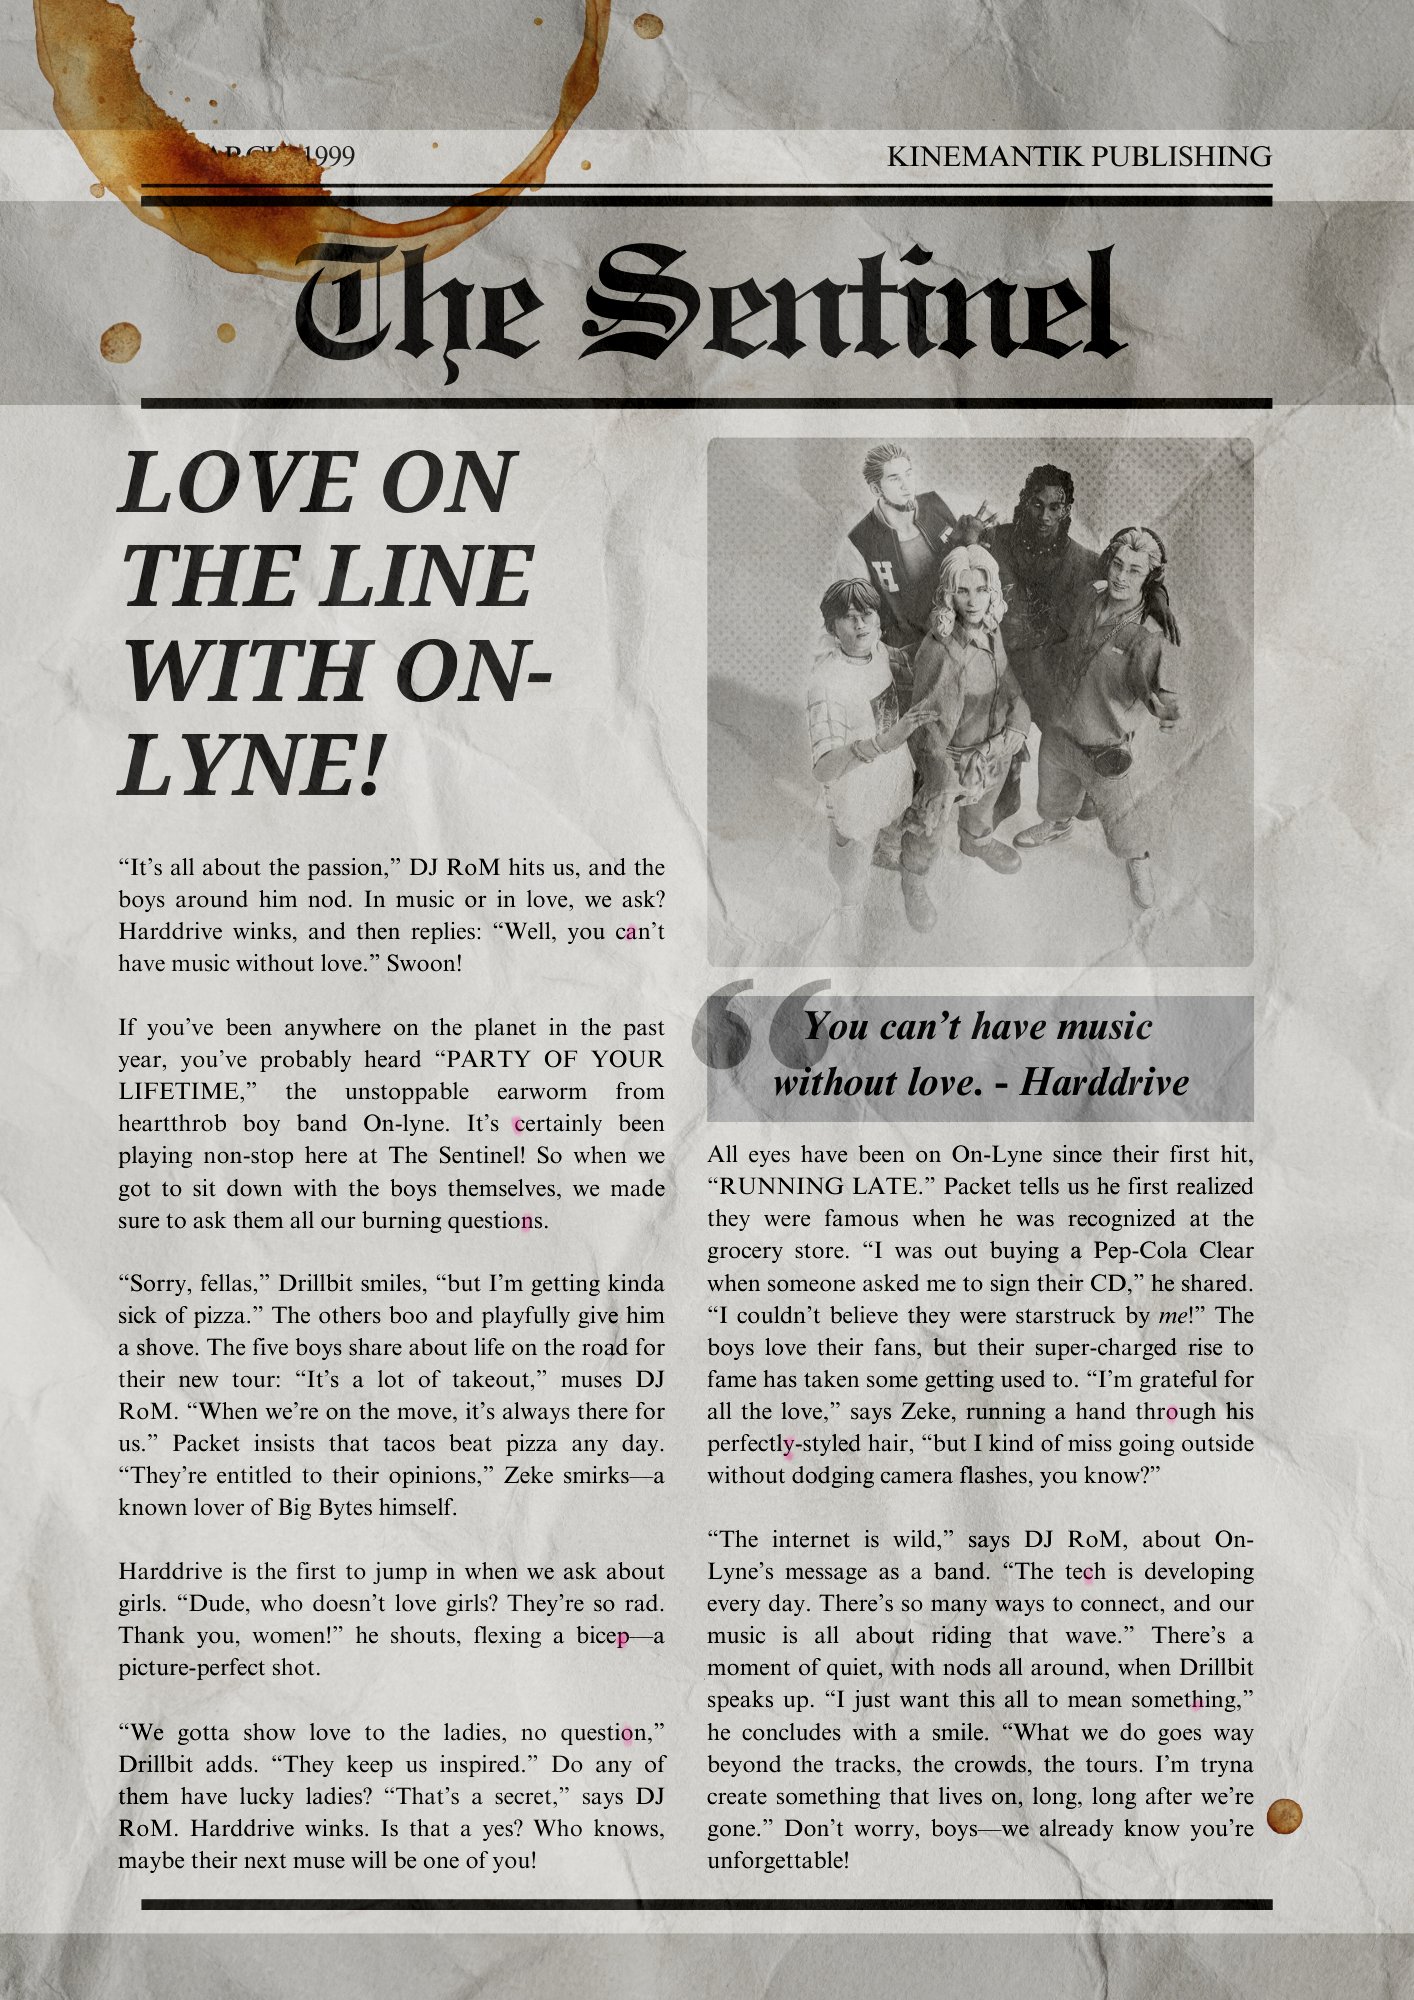 1999
KINEMANTIK PUBLISHING
The Sentinel
LOVE ON
THE LINE
WITH ON-
LYNE!
“It’s all about the passion,” DJ RoM hits us, and the
boys around him nod. In music or in love, we ask?
Harddrive winks, and then replies: “Well, you can’t
have music without love.” Swoon!
If you’ve been anywhere on the planet in the past
year, you’ve probably heard “PARTY OF YOUR
LIFETIME,” the unstoppable earworm from
heartthrob boy band On-lyne. It’s certainly been
playing non-stop here at The Sentinel! So when we
got to sit down with the boys themselves, we made
sure to ask them all our burning questions.
“Sorry, fellas,” Drillbit smiles, “but I’m getting kinda
sick of pizza.” The others boo and playfully give him
a shove. The five boys share about life on the road for
their new tour: “It’s a lot of takeout,” muses DJ
RoM. “When we’re on the move, it’s always there for
us.” Packet insists that tacos beat pizza any day.
“They’re entitled to their opinions,” Zeke smirks—a
known lover of Big Bytes himself.
Harddrive is the first to jump in when we ask about
girls. “Dude, who doesn’t love girls? They’re so rad.
Thank you, women!” he shouts, flexing a bicep—a
picture-perfect shot.
“We gotta show love to the ladies, no question,”
Drillbit adds. “They keep us inspired.” Do any of
them have lucky ladies? “That’s a secret,” says DJ
RoM. Harddrive winks. Is that a yes? Who knows,
maybe their next muse will be one of you!
H
“You can’t have music
without love. - Harddrive
All eyes have been on On-Lyne since their first hit,
“RUNNING LATE.” Packet tells us he first realized
they were famous when he was recognized at the
grocery store. “I was out buying a Pep-Cola Clear
when someone asked me to sign their CD,” he shared.
“I couldn’t believe they were starstruck by me!” The
boys love their fans, but their super-charged rise to
fame has taken some getting used to. “I’m grateful for
all the love,” says Zeke, running a hand through his
perfectly-styled hair, “but I kind of miss going outside
without dodging camera flashes, you know?”
“The internet is wild,” says DJ RoM, about On-
Lyne’s message as a band. “The tech is developing
every day. There’s so many ways to connect, and our
music is all about riding that wave.” There’s a
moment of quiet, with nods all around, when Drillbit
speaks up. “I just want this all to mean something,”
he concludes with a smile. “What we do goes way
beyond the tracks, the crowds, the tours. I’m tryna
create something that lives on, long, long after we’re
gone.” Don’t worry, boys—we already know you’re
unforgettable!